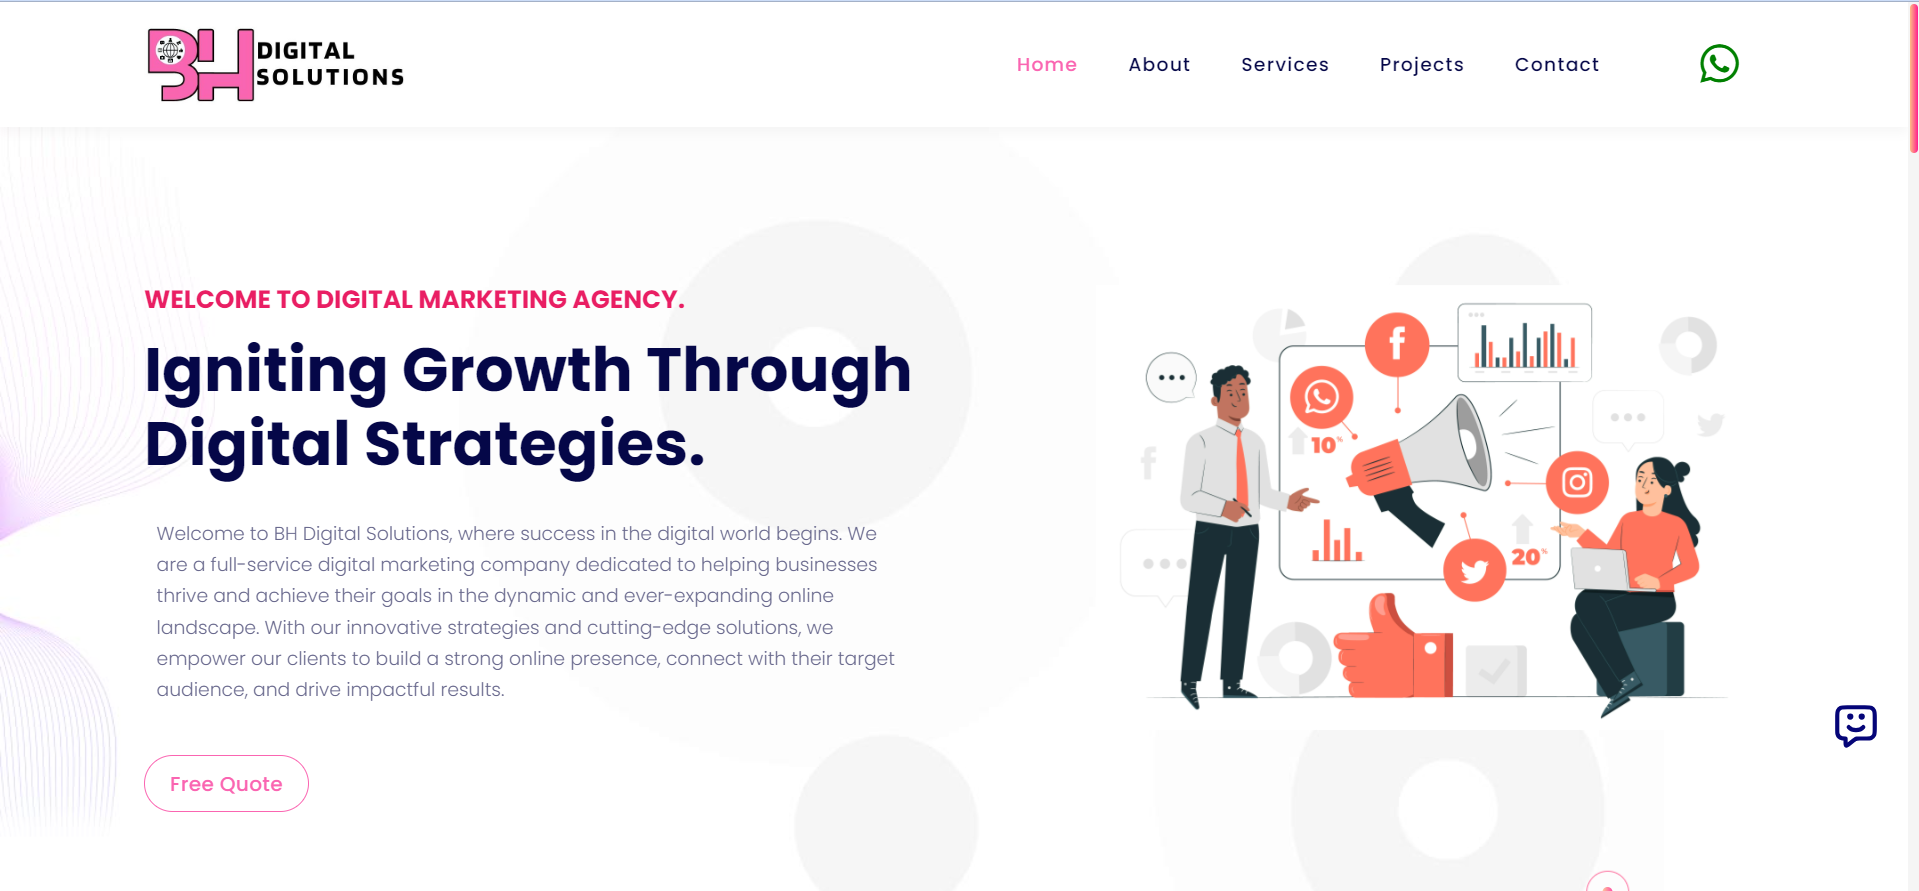 BH DIGITAL
SOLUTIONS
Home About Services Projects Contact
WELCOME TO DIGITAL MARKETING AGENCY.
Igniting Growth Through
Digital Strategies.
Welcome to BH Digital Solutions, where success in the digital world begins. We
are a full-service digital marketing company dedicated to helping businesses
thrive and achieve their goals in the dynamic and ever-expanding online
landscape. With our innovative strategies and cutting-edge solutions, we
empower our clients to build a strong online presence, connect with their target
audience, and drive impactful results.
Free Quote
10%
20%